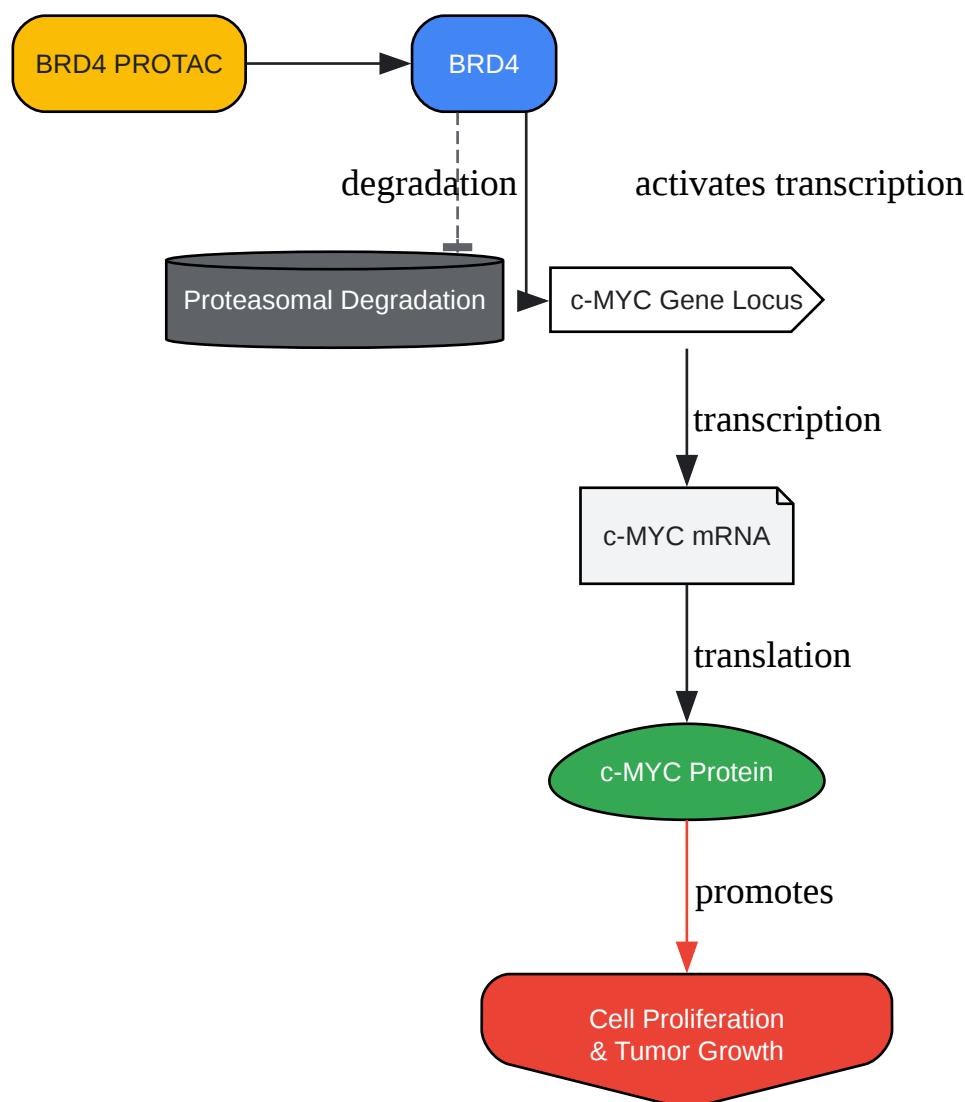 BRD4 PROTAC
BRD4
degradation
activates transcription
Proteasomal Degradation
c-MYC Gene Locus
transcription
c-MYC mRNA
translation
c-MYC Protein
promotes
Cell Proliferation
& Tumor Growth